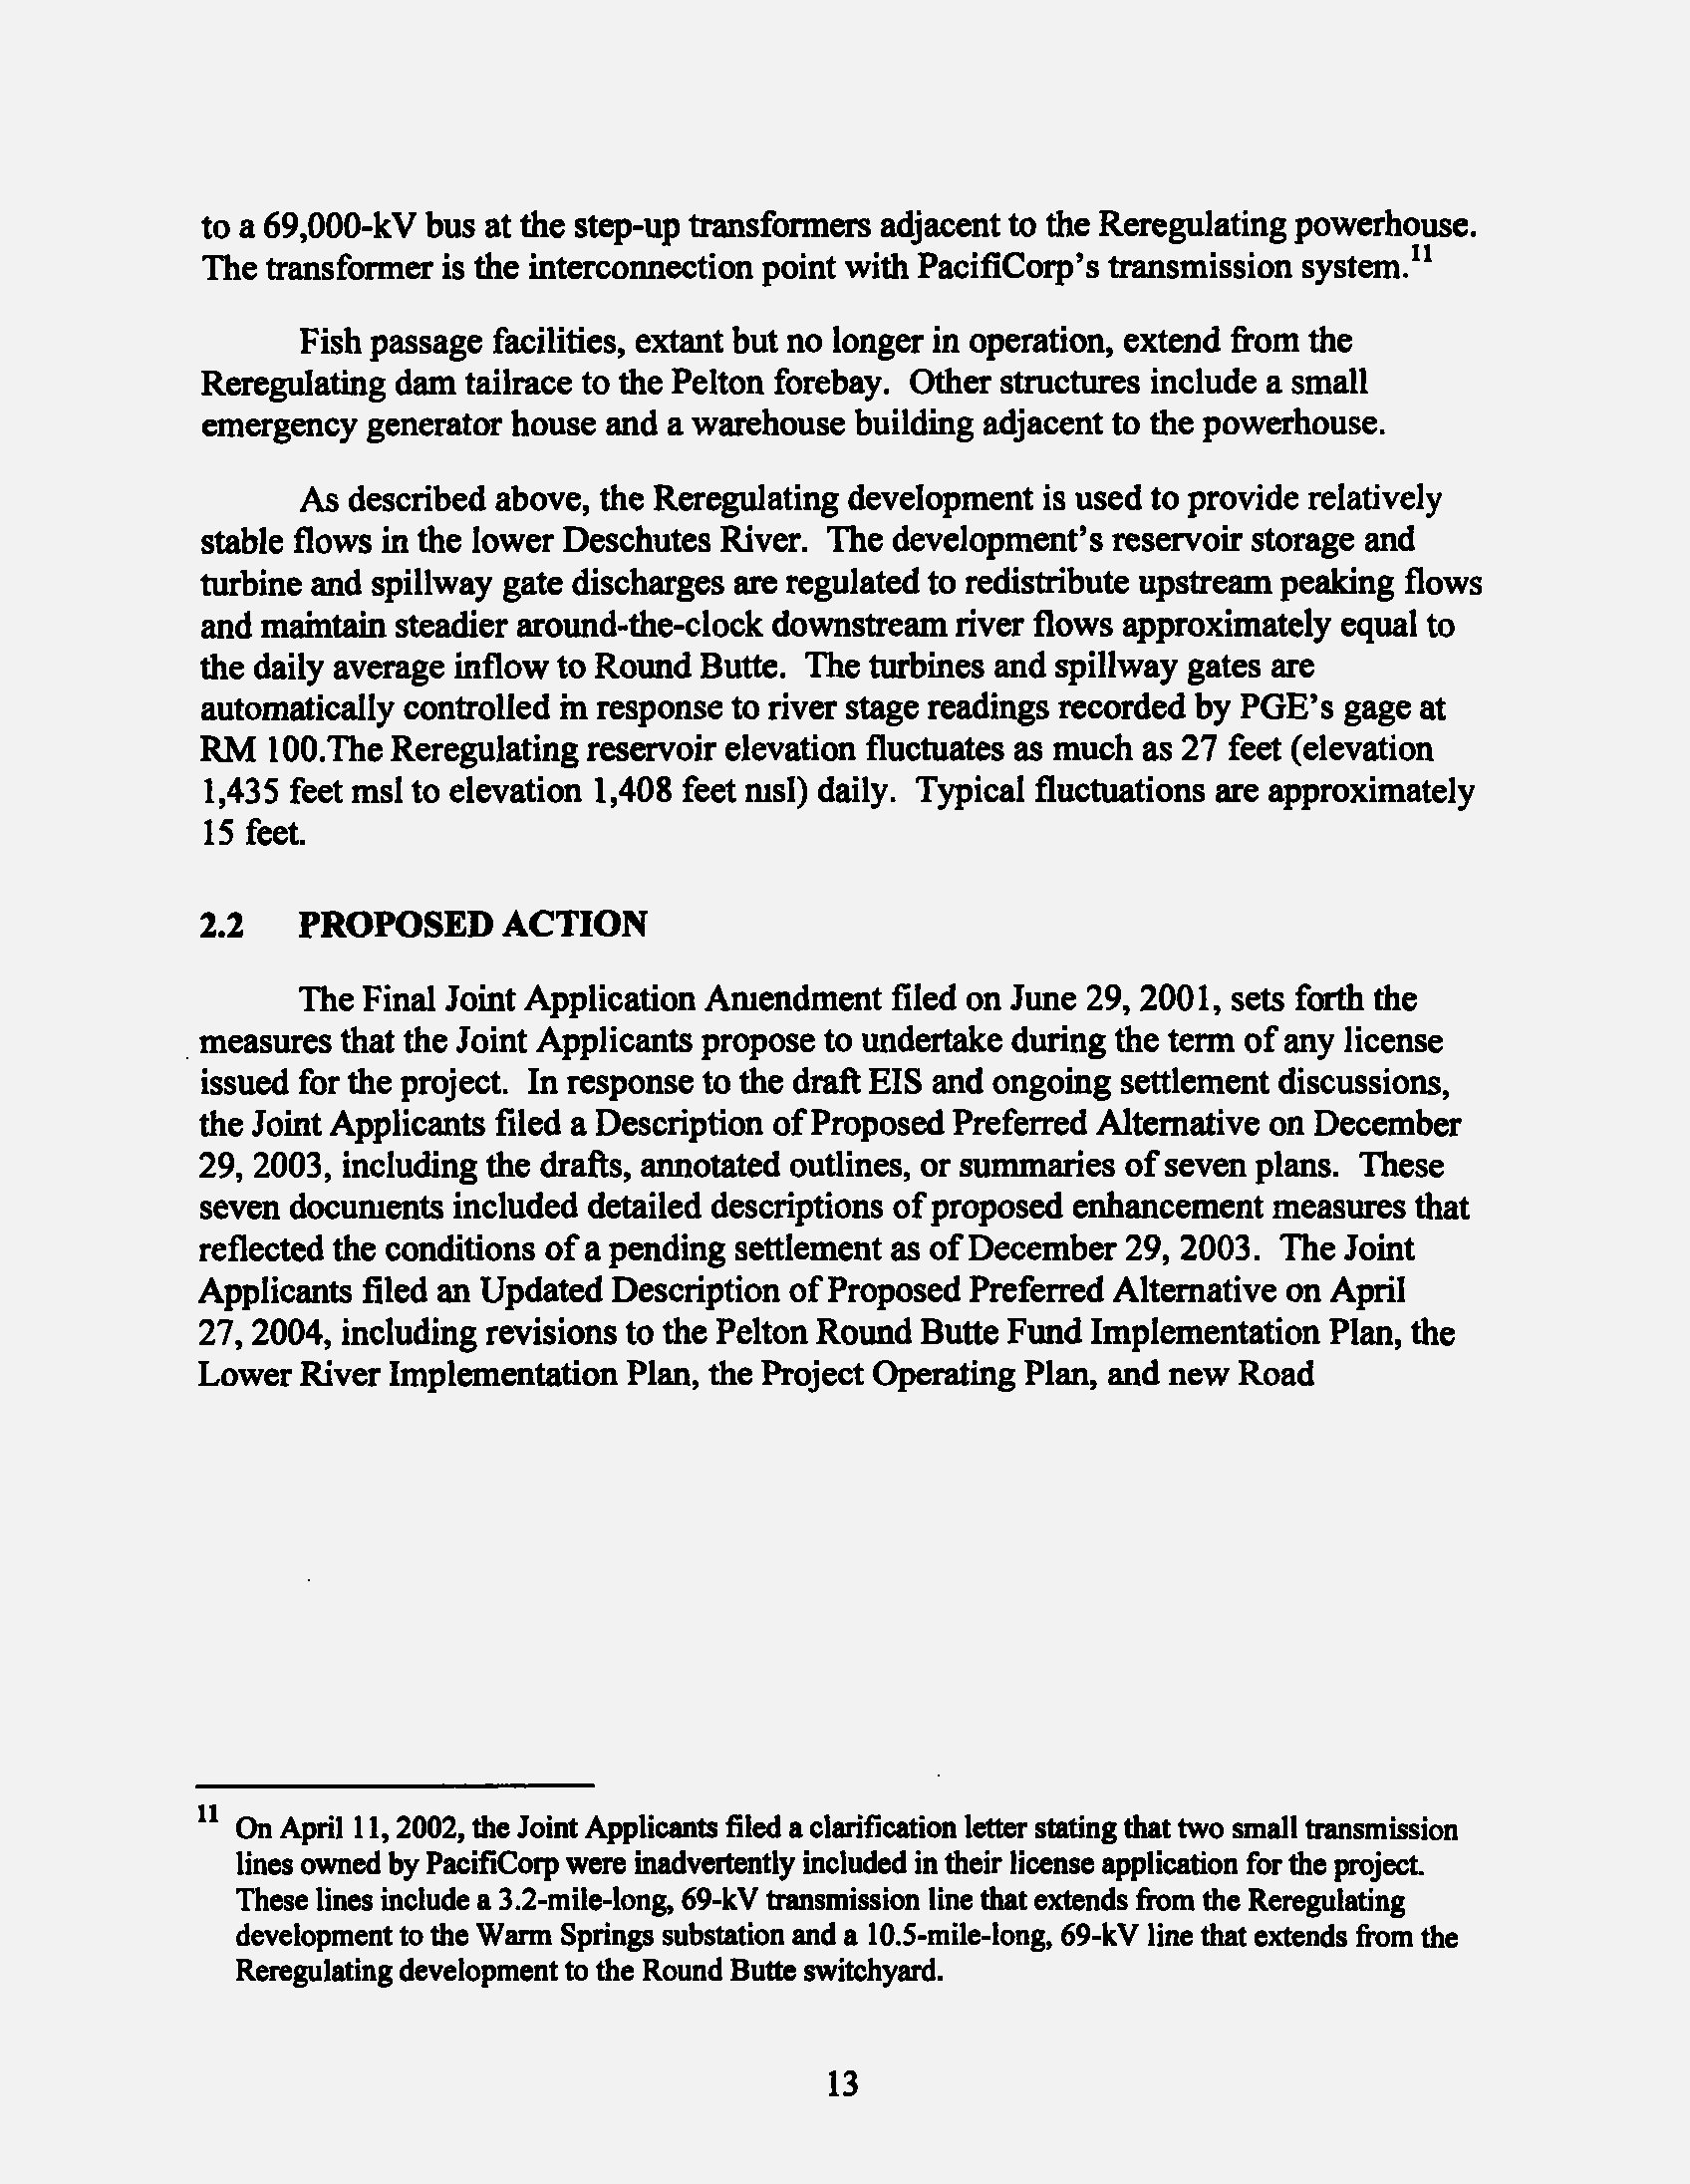 to a 69,000-kV bus at the step-up transformers adjacent to the Reregulating powerhouse.
The transformer is the interconnection point with PacifiCorp's transmission system.11
Fish passage facilities, extant but no longer in operation, extend from the
Reregulating dam tailrace to the Pelton forebay. Other structures include a small
emergency generator house and a warehouse building adjacent to the powerhouse.
As described above, the Reregulating development is used to provide relatively
stable flows in the lower Deschutes River. The development's reservoir storage and
turbine and spillway gate discharges are regulated to redistribute upstream peaking flows
and maintain steadier around-the-clock downstream river flows approximately equal to
the daily average inflow to Round Butte. The turbines and spillway gates are
automatically controlled in response to river stage readings recorded by PGE's gage at
RM 100.The Reregulating reservoir elevation fluctuates as much as 27 feet (elevation
1,435 feet msl to elevation 1,408 feet msl) daily. Typical fluctuations are approximately
15 feet.
2.2 PROPOSED ACTION
The Final Joint Application Amendment filed on June 29, 2001, sets forth the
measures that the Joint Applicants propose to undertake during the term of any license
issued for the project. In response to the draft EIS and ongoing settlement discussions,
the Joint Applicants filed a Description of Proposed Preferred Alternative on December
29, 2003, including the drafts, annotated outlines, or summaries of seven plans. These
seven documents included detailed descriptions of proposed enhancement measures that
reflected the conditions of a pending settlement as of December 29, 2003. The Joint
Applicants filed an Updated Description of Proposed Preferred Alternative on April
27, 2004, including revisions to the Pelton Round Butte Fund Implementation Plan, the
Lower River Implementation Plan, the Project Operating Plan, and new Road
11 On April 11, 2002, the Joint Applicants filed a clarification letter stating that two small transmission
lines owned by PacifiCorp were inadvertently included in their license application for the project.
These lines include a 3.2-mile-long, 69-kV transmission line that extends from the Reregulating
development to the Warm Springs substation and a 10.5-mile-long, 69-kV line that extends from the
Reregulating development to the Round Butte switchyard.
13